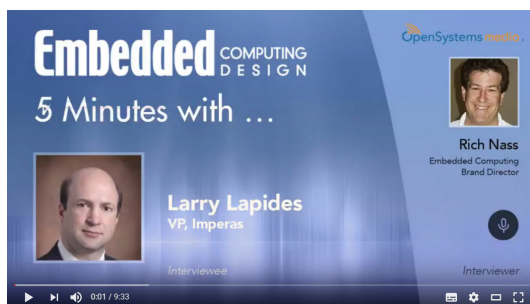 Embedded COMPUTING
DESIGN
5 Minutes with ...
OpenSystems media.
Rich Nass
Embedded Computing
Brand Director
Larry Lapides
VP, Imperas
Interviewee
Interviewer
0:01 / 9:33